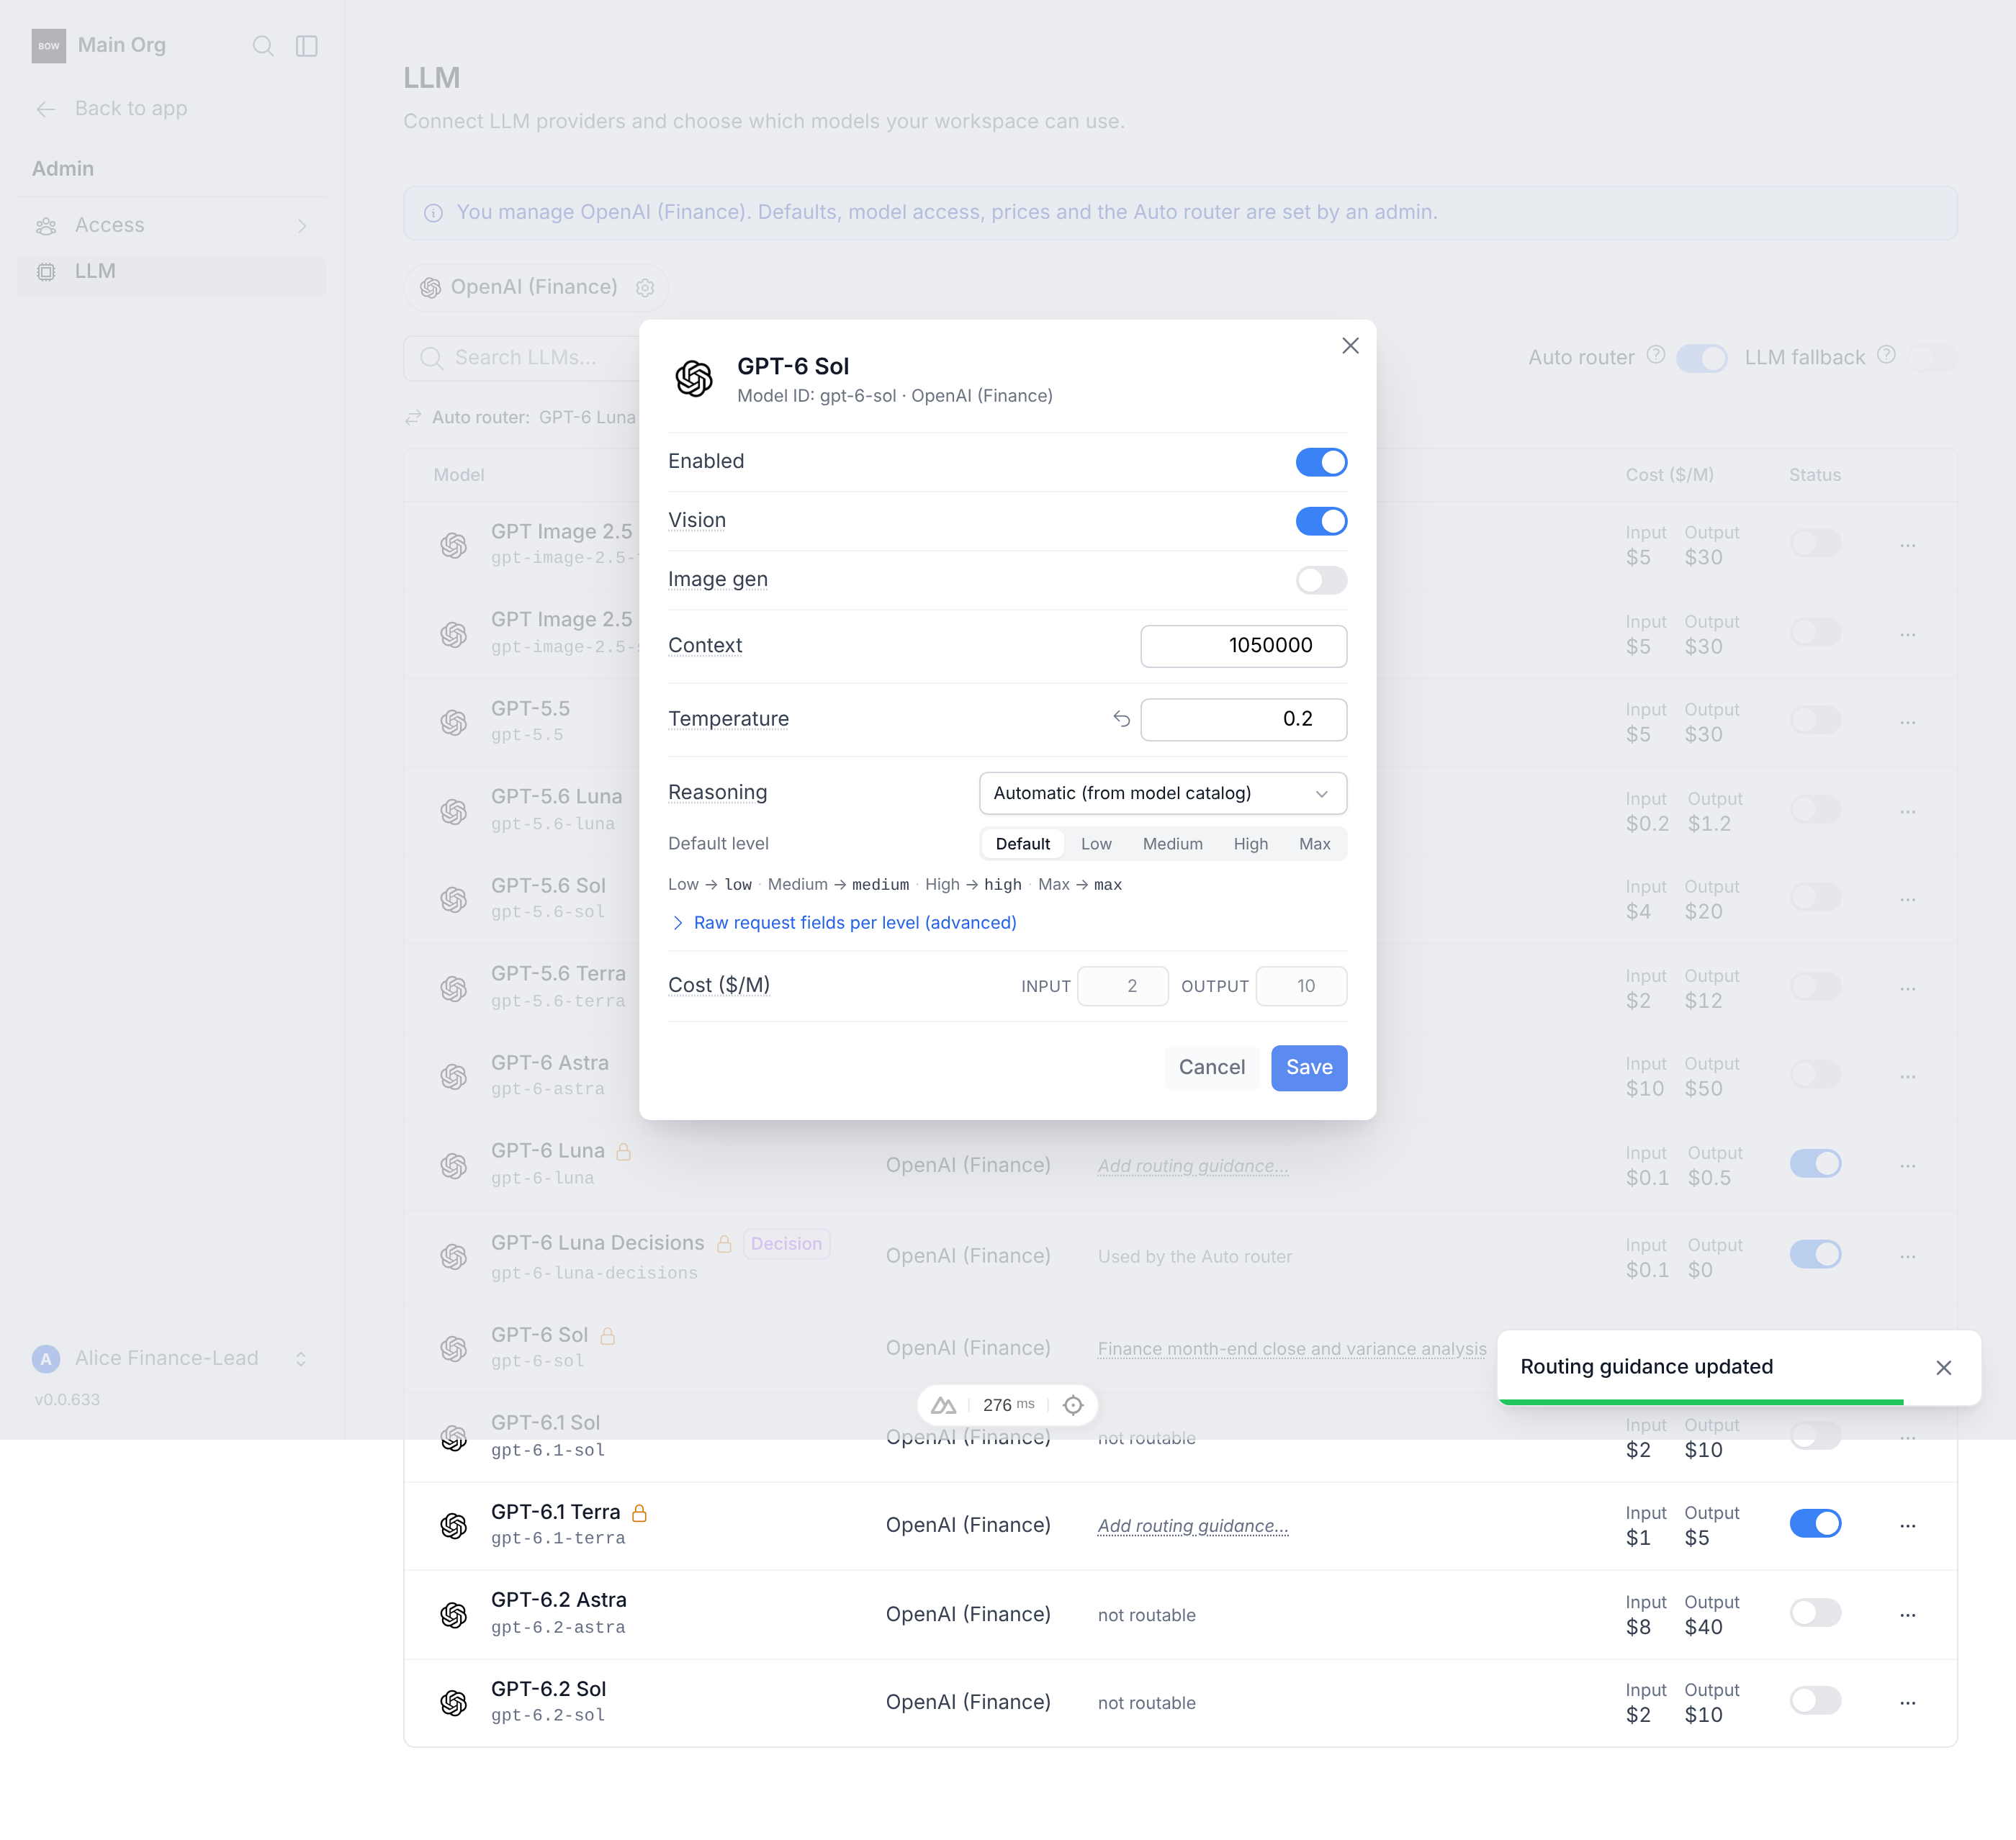 BOW Main Org
Back to app
Admin
Access
LLM
Alice Finance-Lead
A
v0.0.633
LLM
Connect LLM providers and choose which models your workspace can use.
You manage OpenAI (Finance). Defaults, model access, prices and the Auto router are set by an admin.
OpenAI (Finance)
Search LLMs...
Auto router ? LLM fallback ?
Auto router: GPT-6 Luna
Model Cost ($/M) Status
GPT Image 2.5 Input Output
gpt-image-2.5- $5 $30
GPT Image 2.5 Input Output
gpt-image-2.5- $5 $30
GPT-5.5 Input Output
gpt-5.5 $5 $30
GPT-5.6 Luna Input Output
gpt-5.6-luna $0.2 $1.2
GPT-5.6 Sol Input Output
gpt-5.6-sol $4 $20
GPT-5.6 Terra Input Output
gpt-5.6-terra $2 $12
GPT-6 Astra Input Output
gpt-6-astra $10 $50
GPT-6 Luna OpenAI (Finance) Add routing guidance... Input Output
gpt-6-luna $0.1 $0.5
GPT-6 Luna Decisions Decision OpenAI (Finance) Used by the Auto router Input Output
gpt-6-luna-decisions $0.1 $0
GPT-6 Sol OpenAI (Finance) Finance month-end close and variance analysis
gpt-6-sol
GPT-6.1 Sol OpenAI (Finance) not routable Input Output
gpt-6.1-sol $2 $10
GPT-6.1 Terra OpenAI (Finance) Add routing guidance... Input Output
gpt-6.1-terra $1 $5
GPT-6.2 Astra OpenAI (Finance) not routable Input Output
gpt-6.2-astra $8 $40
GPT-6.2 Sol OpenAI (Finance) not routable Input Output
gpt-6.2-sol $2 $10
GPT-6 Sol
Model ID: gpt-6-sol · OpenAI (Finance)
Enabled
Vision
Image gen
Context 1050000
Temperature 0.2
Reasoning Automatic (from model catalog)
Default level Default Low Medium High Max
Low → low · Medium → medium · High → high · Max → max
Raw request fields per level (advanced)
Cost ($/M) INPUT 2 OUTPUT 10
Cancel Save
Routing guidance updated
276 ms